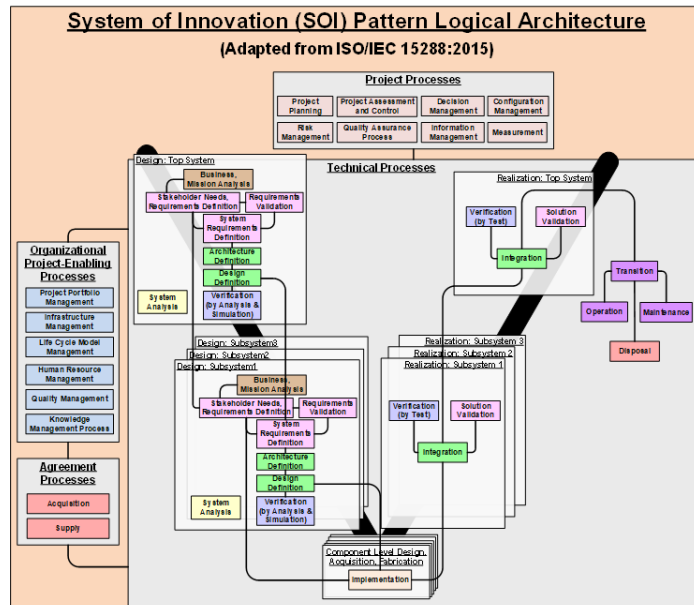 System of Innovation (SOI) Pattern Logical Architecture
(Adapted from ISO/IEC 15288:2015)
Project Processes
Project
Planning
Project Assessment
and Control
Decision
Management
Configuration
Management
Risk
Management
Quality Assurance
Process
Information
Management
Measurement
Technical Processes
Design: Top System
Business,
Mission Analysis
Stakeholder Needs,
Requirements Definition
Requirements
Validation
System
Requirements
Definition
Architecture
Definition
Design
Definition
System
Analysis
Verification
(by Analysis &
Simulation)
Realization: Top System
Verification
(by Test)
Solution
Validation
Integration
Transition
Operation
Maintenance
Disposal
Organizational
Project-Enabling
Processes
Project Portfolio
Management
Infrastructure
Management
Life Cycle Model
Management
Human Resource
Management
Quality Management
Knowledge
Management Process
Agreement
Processes
Acquisition
Supply
Design: Subsystem3
Design: Subsystem2
Design: Subsystem1
Business,
Mission Analysis
Stakeholder Needs,
Requirements Definition
Requirements
Validation
System
Requirements
Definition
Architecture
Definition
Design
Definition
System
Analysis
Verification
(by Analysis &
Simulation)
Realization: Subsystem 3
Realization: Subsystem 2
Realization: Subsystem 1
Verification
(by Test)
Solution
Validation
Integration
Component Level Design,
Acquisition, Fabrication
Implementation